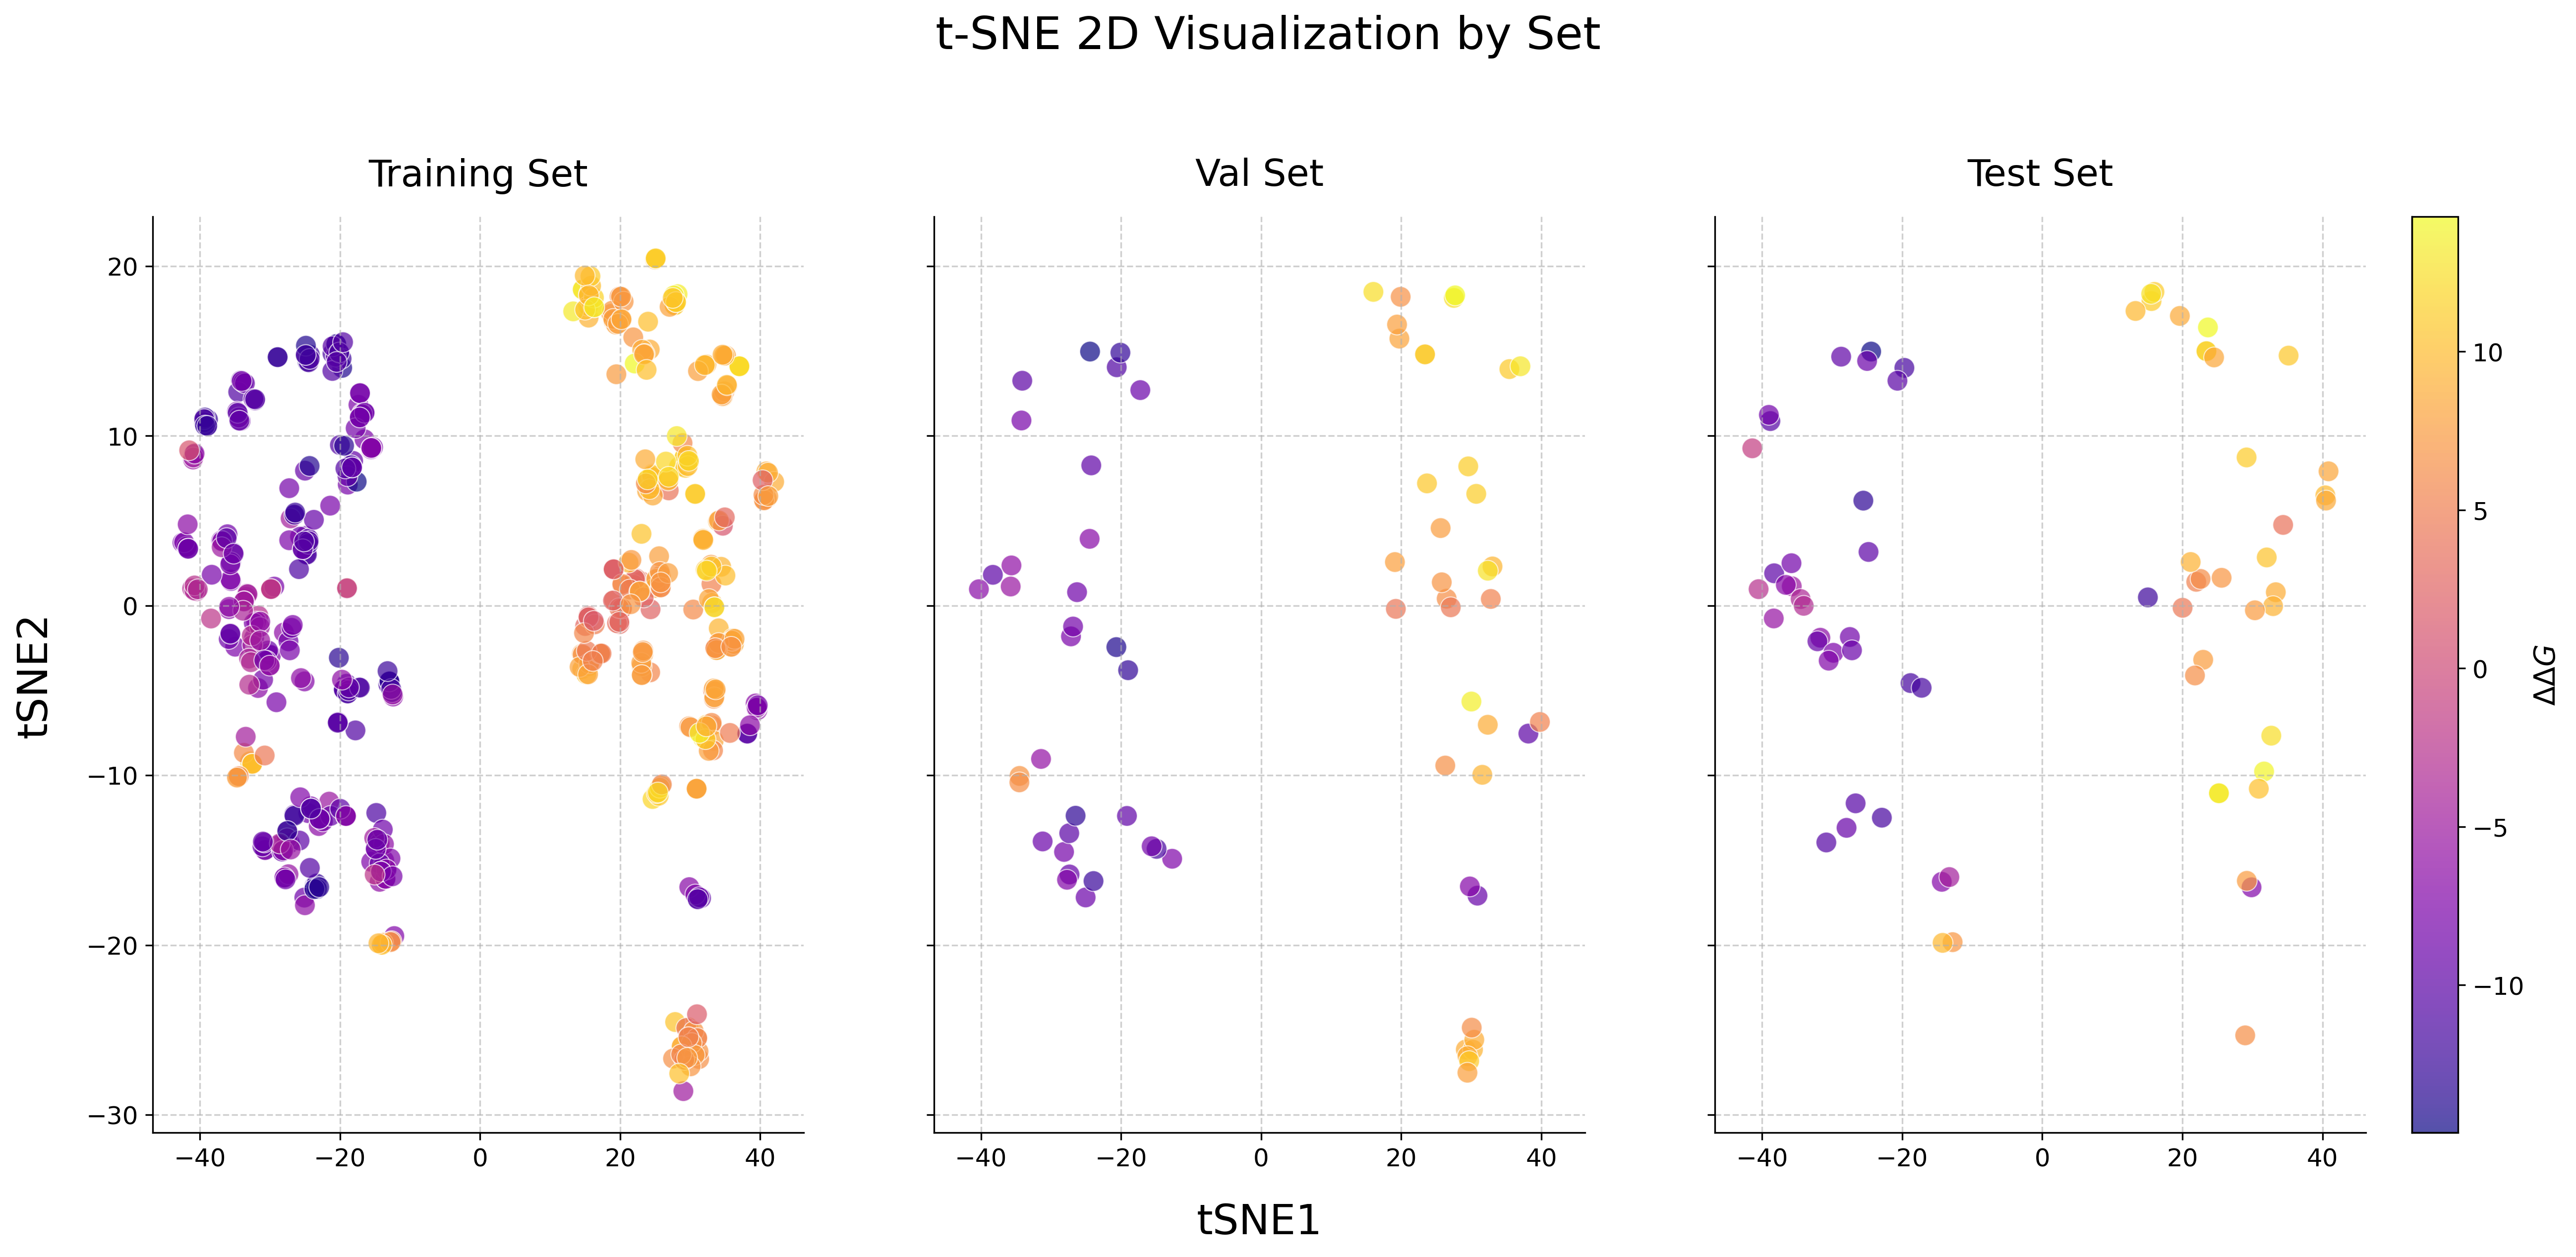 t-SNE 2D Visualization by Set
Training Set
Val Set
Test Set
20
10
0
−10
−20
−30
tSNE2
−40 −20 0 20 40
−40 −20 0 20 40
−40 −20 0 20 40
tSNE1
10
5
0
−5
−10
ΔΔG